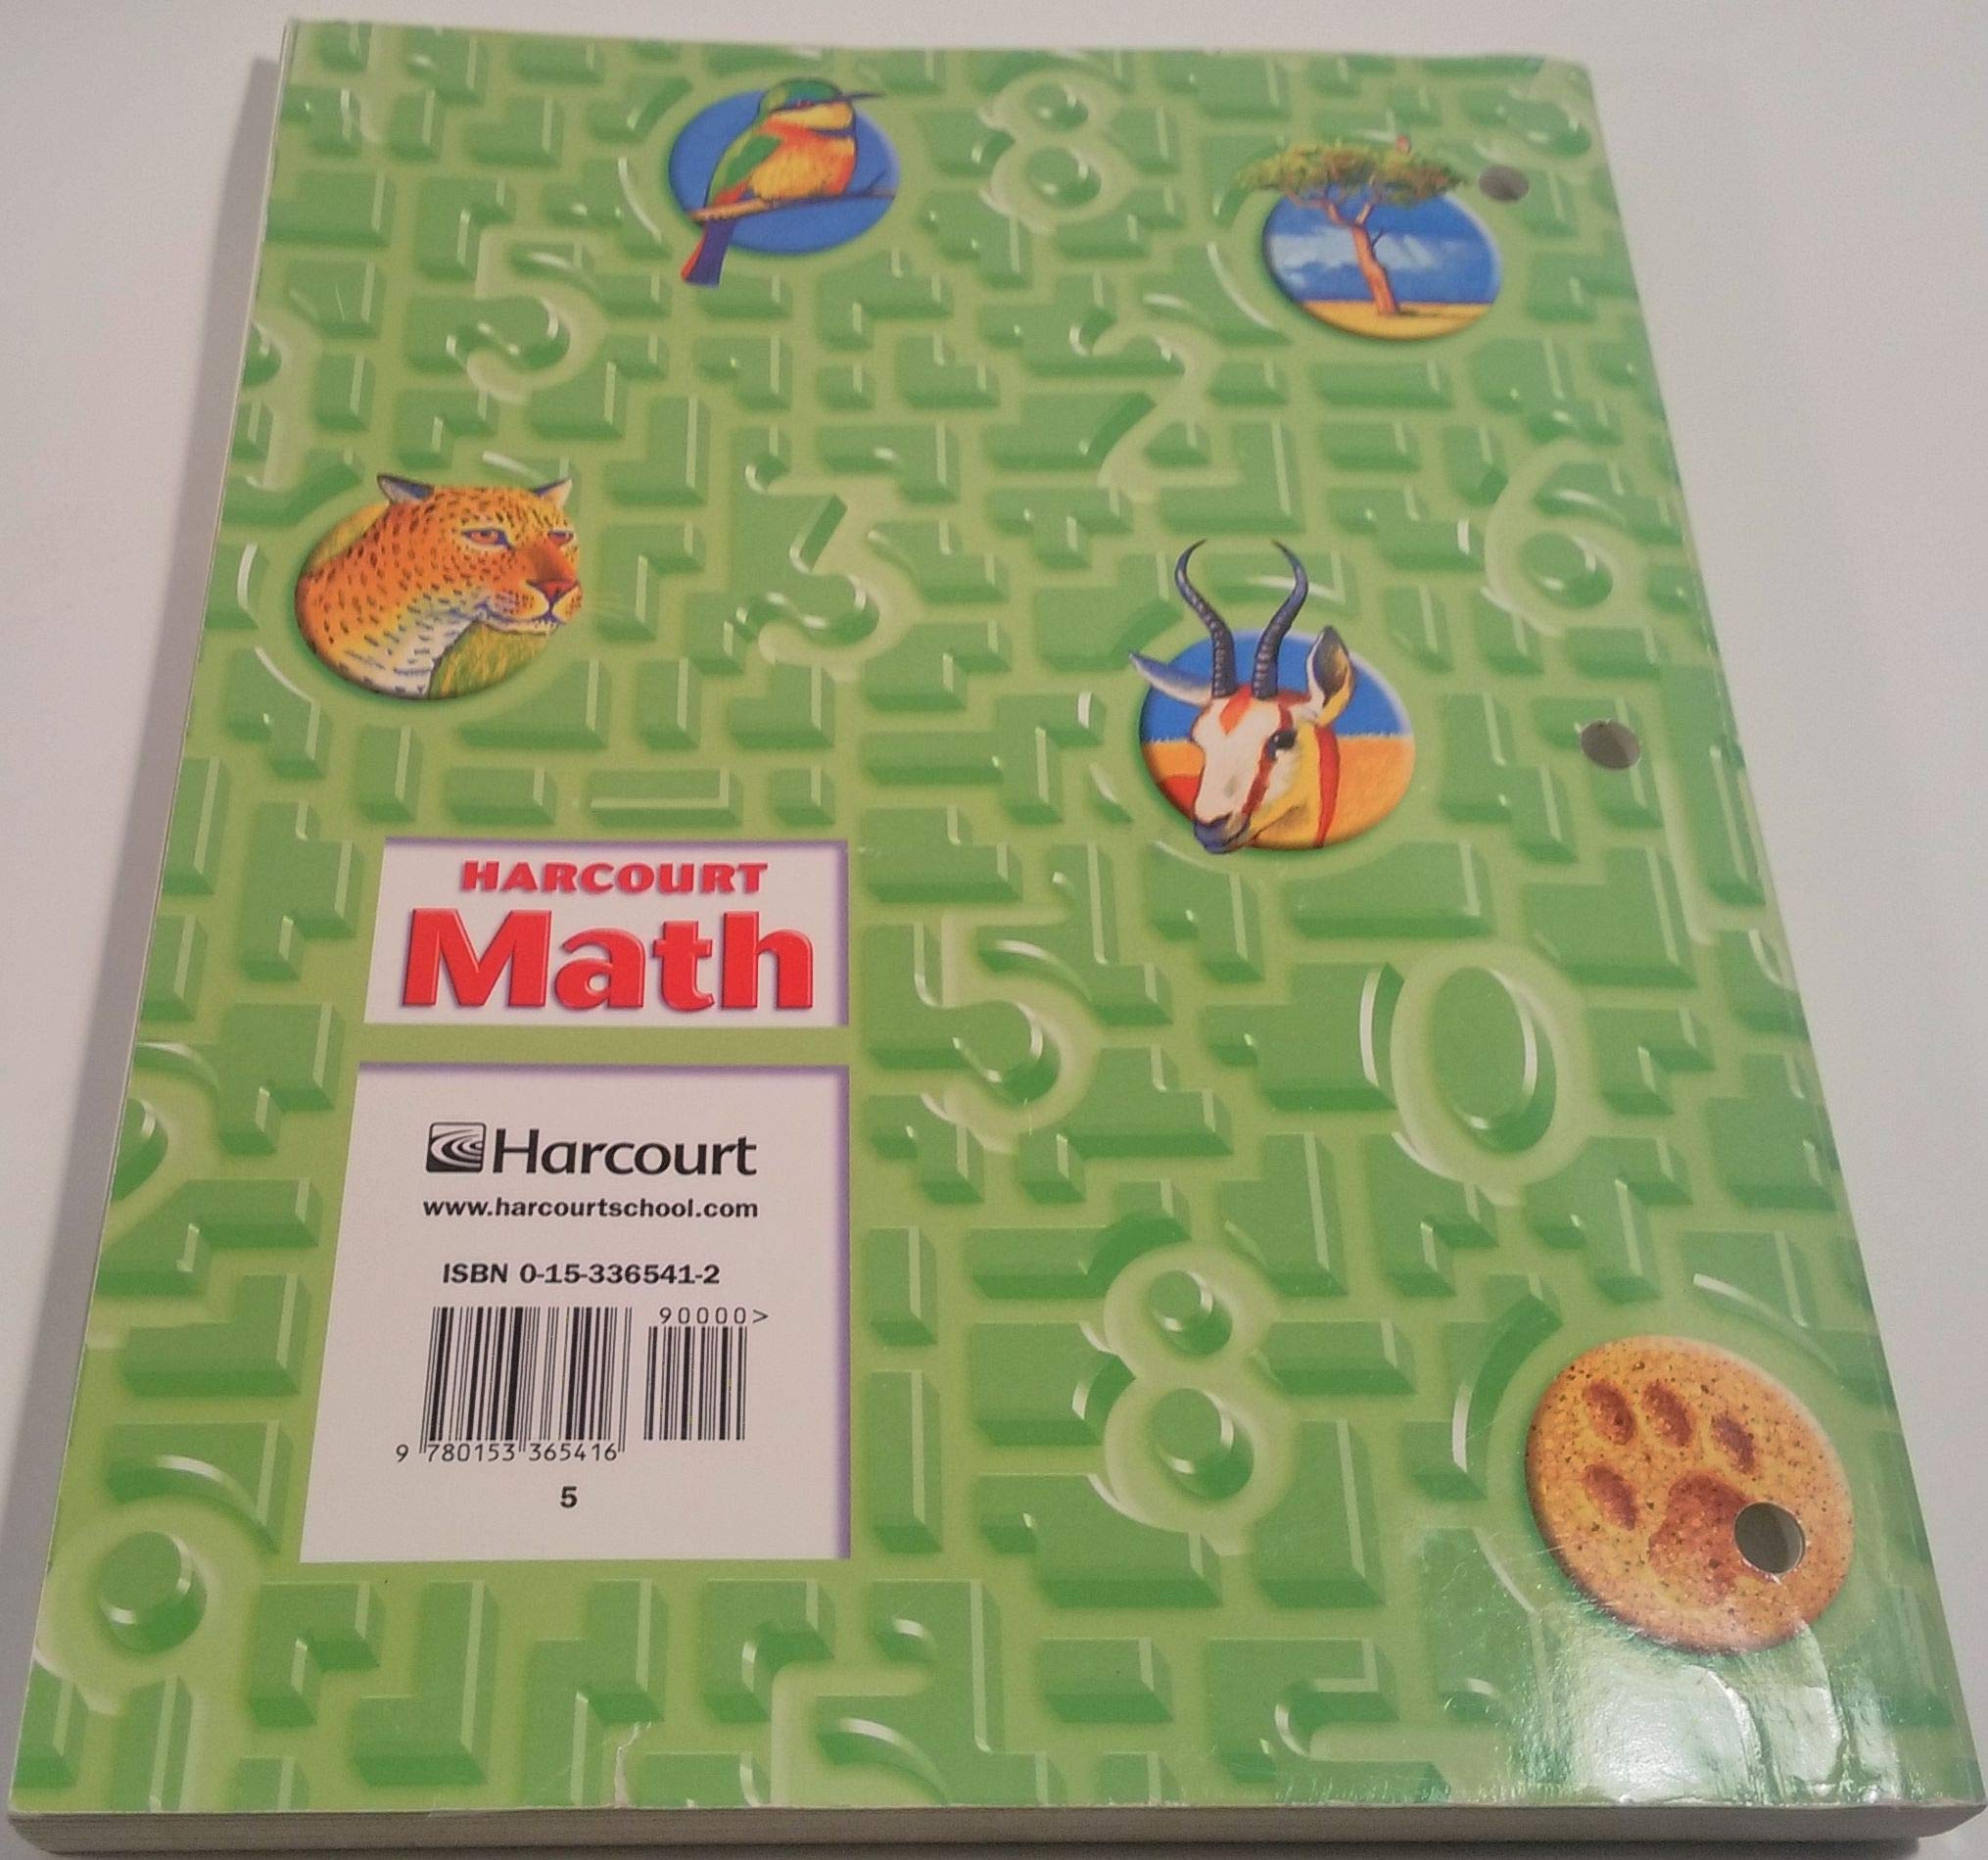 HARCOURT
Math
Harcourt
www.harcourtschool.com
ISBN 0-15-336541-2
90000>
9 780153 365416
5